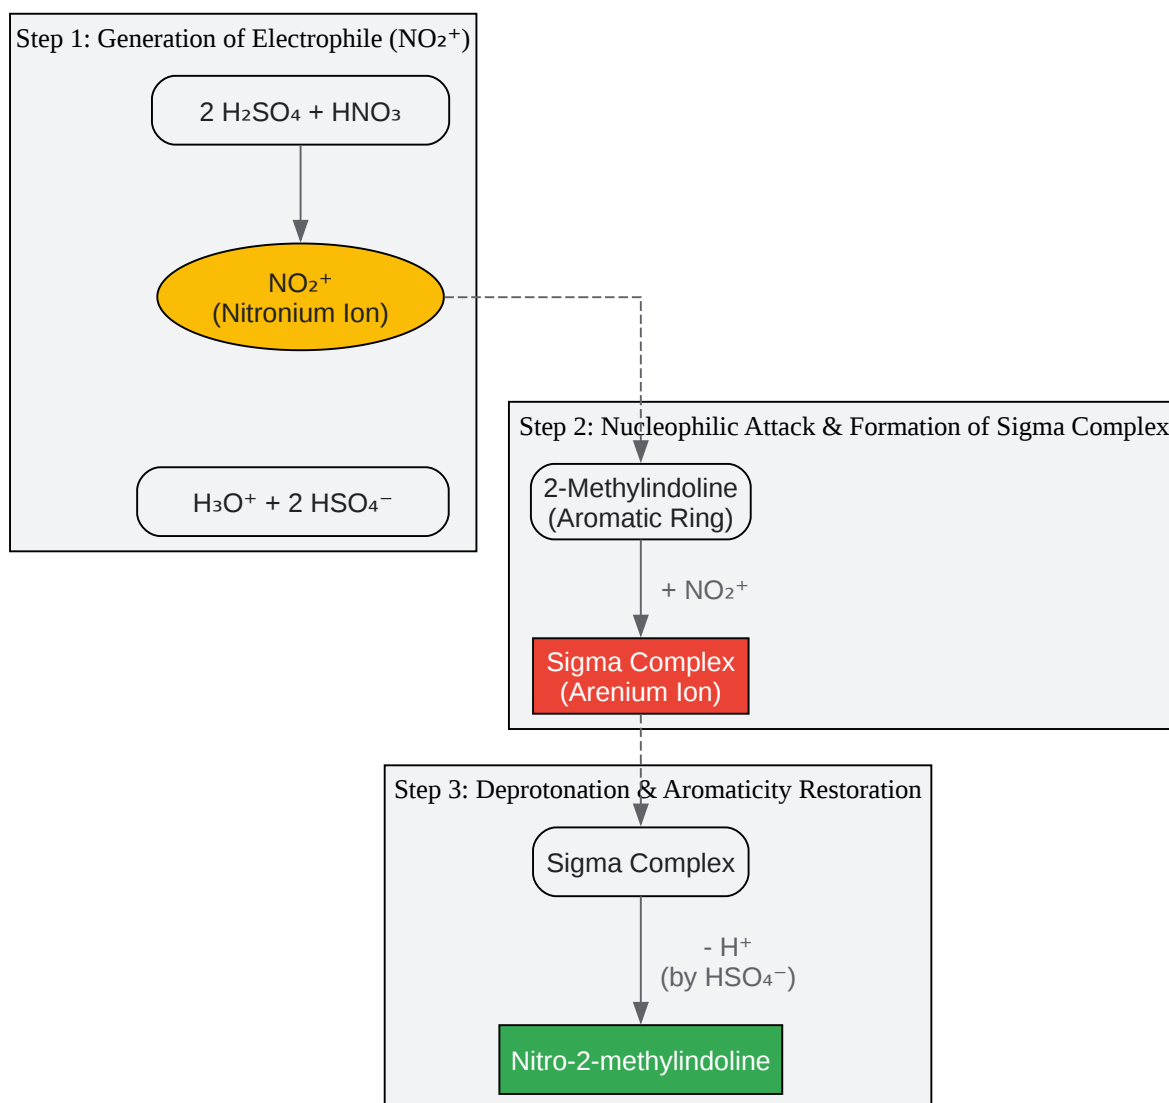 Step 1: Generation of Electrophile (NO₂⁺)
2 H₂SO₄ + HNO₃
NO₂⁺
(Nitronium Ion)
H₃O⁺ + 2 HSO₄⁻
Step 2: Nucleophilic Attack & Formation of Sigma Complex
2-Methylindoline
(Aromatic Ring)
+ NO₂⁺
Sigma Complex
(Arenium Ion)
Step 3: Deprotonation & Aromaticity Restoration
Sigma Complex
- H⁺
(by HSO₄⁻)
Nitro-2-methylindoline